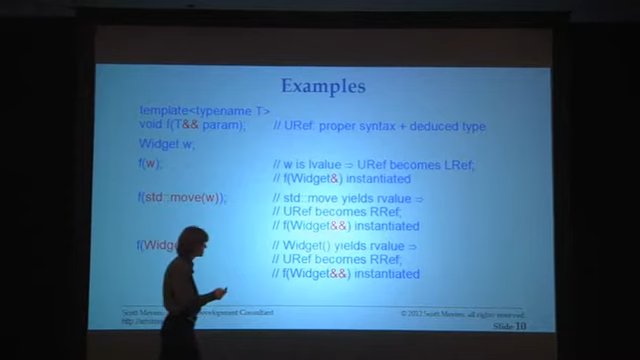 Examples
template<typename T>
void f(T&& param); // URef: proper syntax + deduced type
Widget w;
f(w); // w is lvalue ⇒ URef becomes LRef;
// f(Widget&) instantiated
f(std::move(w)); // std::move yields rvalue ⇒
// URef becomes RRef;
// f(Widget&&) instantiated
f(Widg // Widget() yields rvalue ⇒
// URef becomes RRef;
// f(Widget&&) instantiated
Scott Meyers, Development Consultant © 2012 Scott Meyers, all rights reserved.
Slide 10